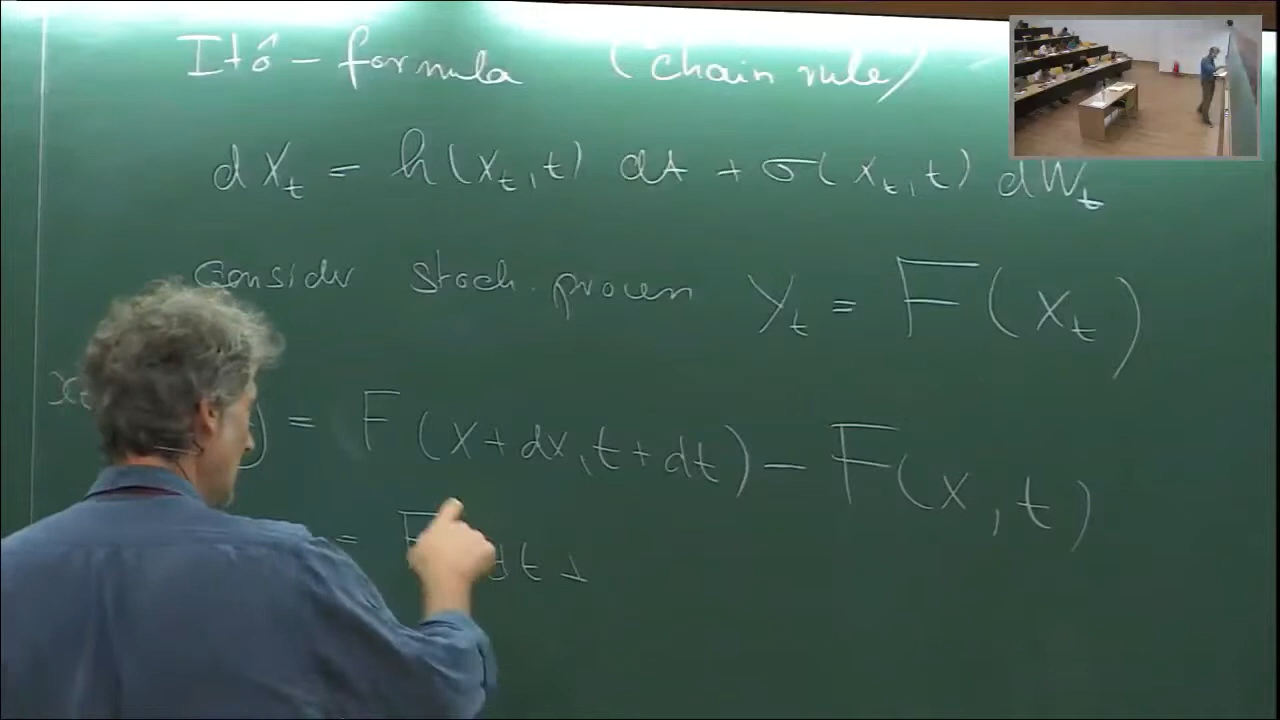 Itô - formula (chain rule)
dX_t = h(X_t, t) dt + σ(X_t, t) dW_t
Consider stoch. process Y_t = F(X_t)
) = F(x+dx, t+dt) - F(x, t)
= F dt +